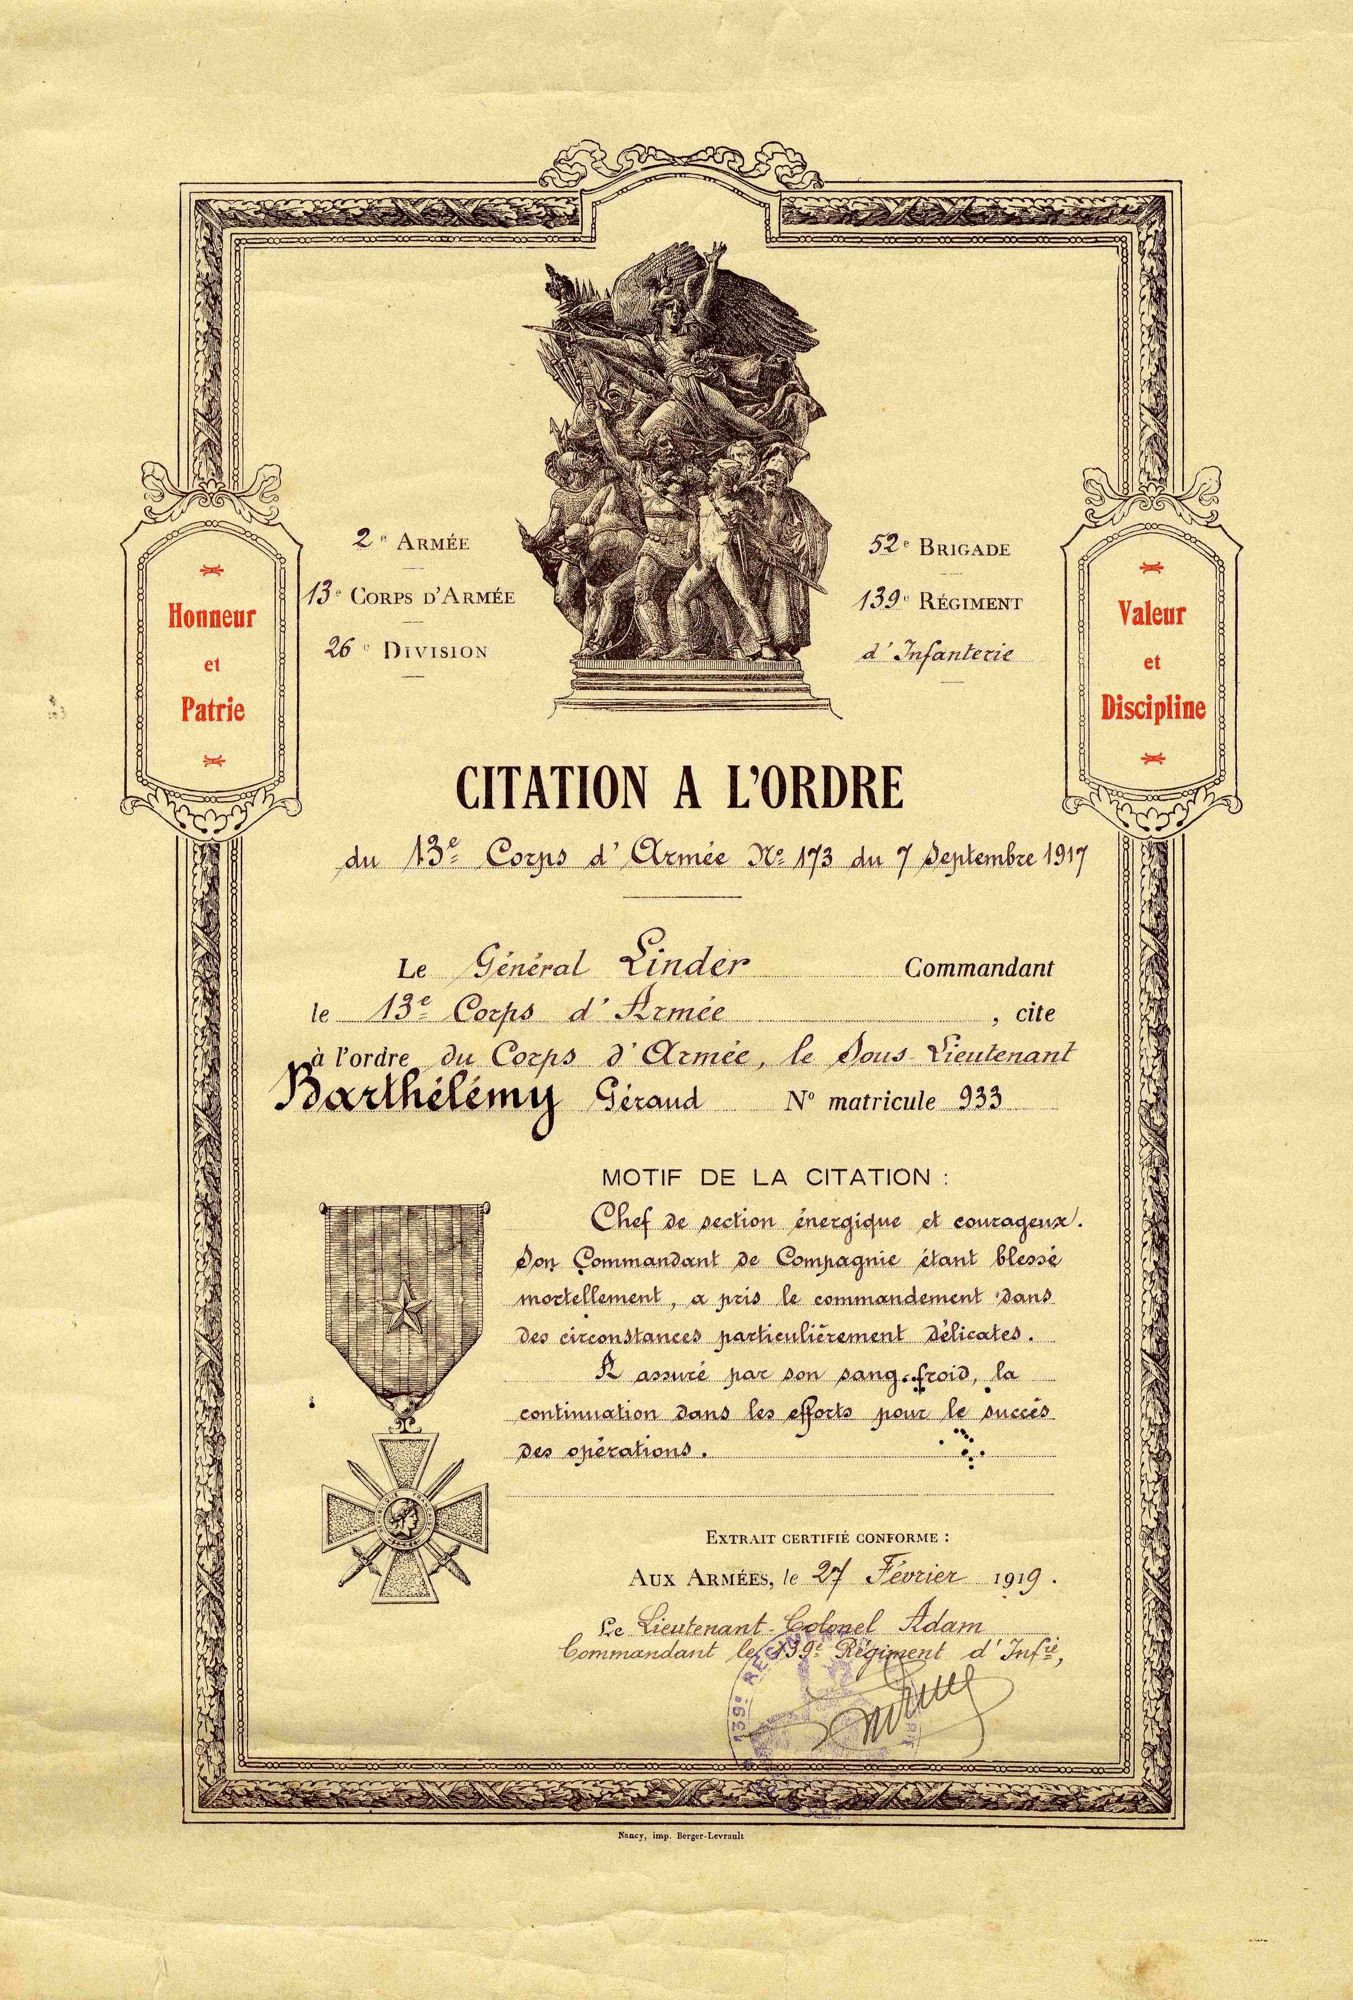 2e ARMÉE
13e CORPS D'ARMÉE
26e DIVISION
52e BRIGADE
139e RÉGIMENT
d'Infanterie
Honneur
et
Patrie
Valeur
et
Discipline
CITATION A L'ORDRE
du 13e Corps d'Armée No 173 du 7 Septembre 1917
Le Général Linder Commandant
le 13e Corps d'Armée, cite
à l'ordre du Corps d'Armée, le Sous-Lieutenant
Barthélémy Géraud No matricule 933
MOTIF DE LA CITATION :
Chef de section énergique et courageux.
Son Commandant de Compagnie étant blessé
mortellement, a pris le commandement dans
des circonstances particulièrement délicates.
A assuré par son sang-froid, la
continuation dans les efforts pour le succès
des opérations.
EXTRAIT CERTIFIÉ CONFORME :
AUX ARMÉES, le 27 Février 1919.
Le Lieutenant-Colonel Adam
Commandant le 139e Régiment d'Infie,
139e RÉGIMENT
Nancy, imp. Berger-Levrault